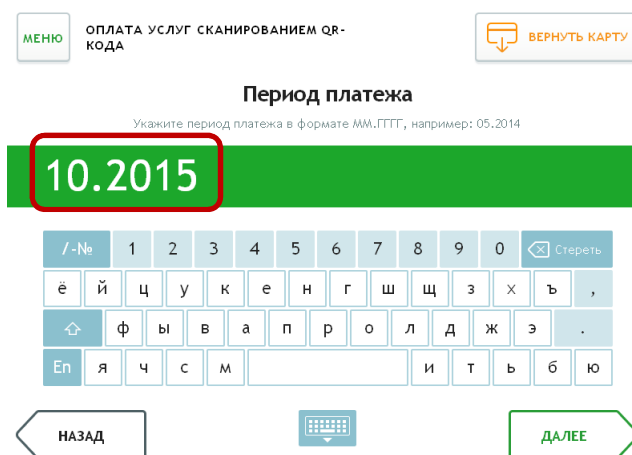 МЕНЮ
ОПЛАТА УСЛУГ СКАНИРОВАНИЕМ QR-
КОДА
ВЕРНУТЬ КАРТУ
Период платежа
Укажите период платежа в формате ММ.ГГГГ, например: 05.2014
10.2015
/-№ 1 2 3 4 5 6 7 8 9 0 Стереть
ё й ц у к е н г ш щ з х ъ ,
ф ы в а п р о л д ж э .
En я ч с м и т ь б ю
НАЗАД
ДАЛЕЕ